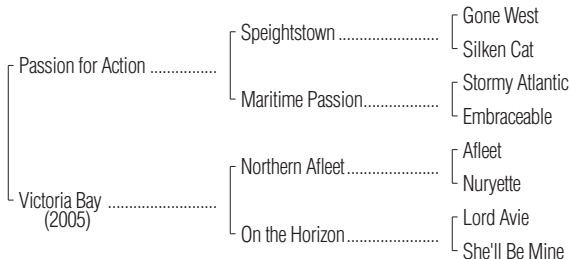 Gone West
Speightstown ....................
Silken Cat
Passion for Action ................
Stormy Atlantic
Maritime Passion...................
Embraceable
Afleet
Northern Afleet.......................
Nuryette
Victoria Bay ..........................
(2005)
Lord Avie
On the Horizon.......................
She'll Be Mine